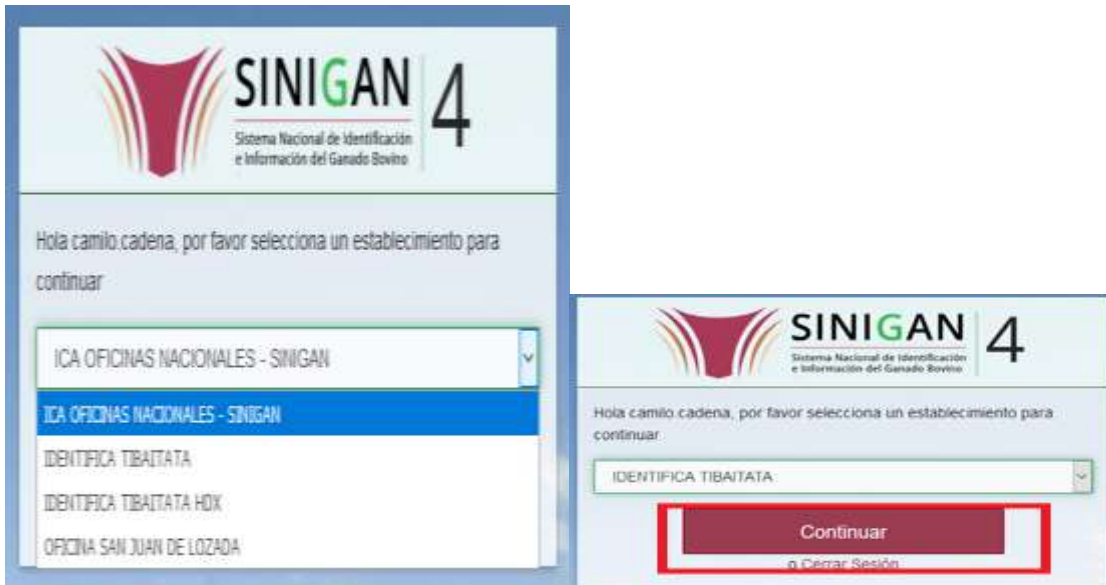 SINIGAN 4
Sistema Nacional de Identificación
e Información del Ganado Bovino
Hola camilo.cadena, por favor selecciona un establecimiento para
continuar
ICA OFICINAS NACIONALES - SINIGAN
ICA OFICINAS NACIONALES - SINIGAN
IDENTIFICA TIBAITATA
IDENTIFICA TIBAITATA HDX
OFICINA SAN JUAN DE LOZADA
SINIGAN 4
Sistema Nacional de Identificación
e Información del Ganado Bovino
Hola camilo.cadena, por favor selecciona un establecimiento para
continuar
IDENTIFICA TIBAITATA
Continuar
o Cerrar Sesión